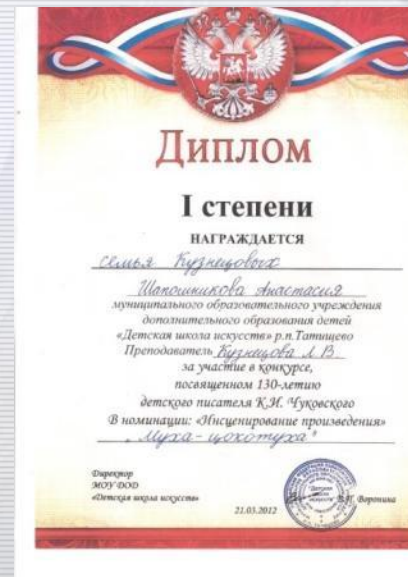 Диплом
I степени
НАГРАЖДАЕТСЯ
семья Кузнецовых
Шапошникова Анастасия
муниципального образовательного учреждения
дополнительного образования детей
«Детская школа искусств» р.п.Татищево
Преподаватель Кузнецова Л.В.
за участие в конкурсе,
посвященном 130-летию
детского писателя К.И. Чуковского
В номинации: «Инсценирование произведения»
„Муха-цокотуха"
Директор
МОУ DOD
«Детская школа искусств»
21.03.2012
В.П. Воронина